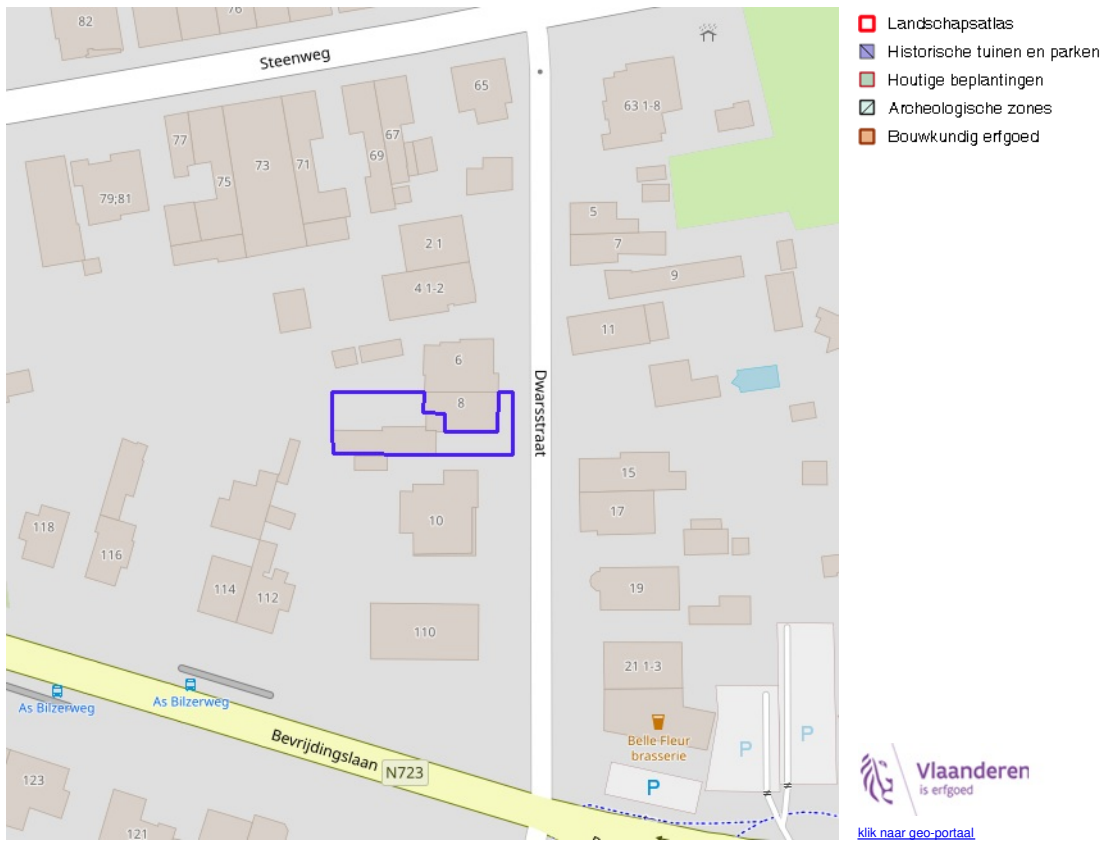 82
76
Steenweg
65
63 1-8
77
67
69
73
71
75
79;81
5
7
2 1
9
4 1-2
11
6
8
Dwarsstraat
15
17
10
118
116
114
112
19
110
21 1-3
As Bilzerweg
As Bilzerweg
Belle Fleur
brasserie
P
P
P
Bevrijdingslaan
N723
123
121
Landschapsatlas
Historische tuinen en parken
Houtige beplantingen
Archeologische zones
Bouwkundig erfgoed
Vlaanderen
is erfgoed
klik naar geo-portaal